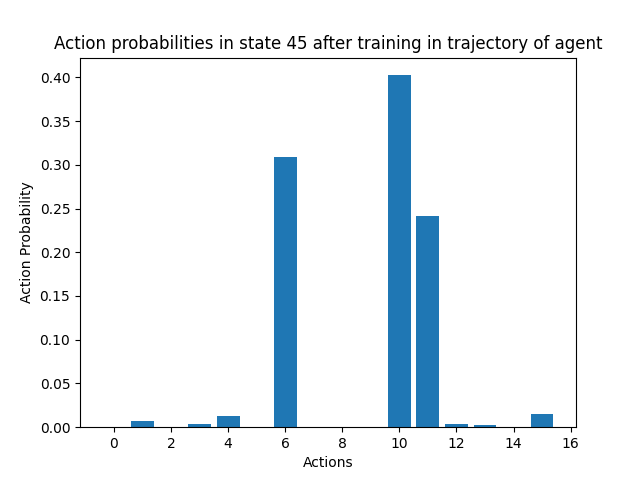 Action probabilities in state 45 after training in trajectory of agent
0.40
0.35
0.30
0.25
0.20
0.15
0.10
0.05
0.00
Action Probability
0 2 4 6 8 10 12 14 16
Actions